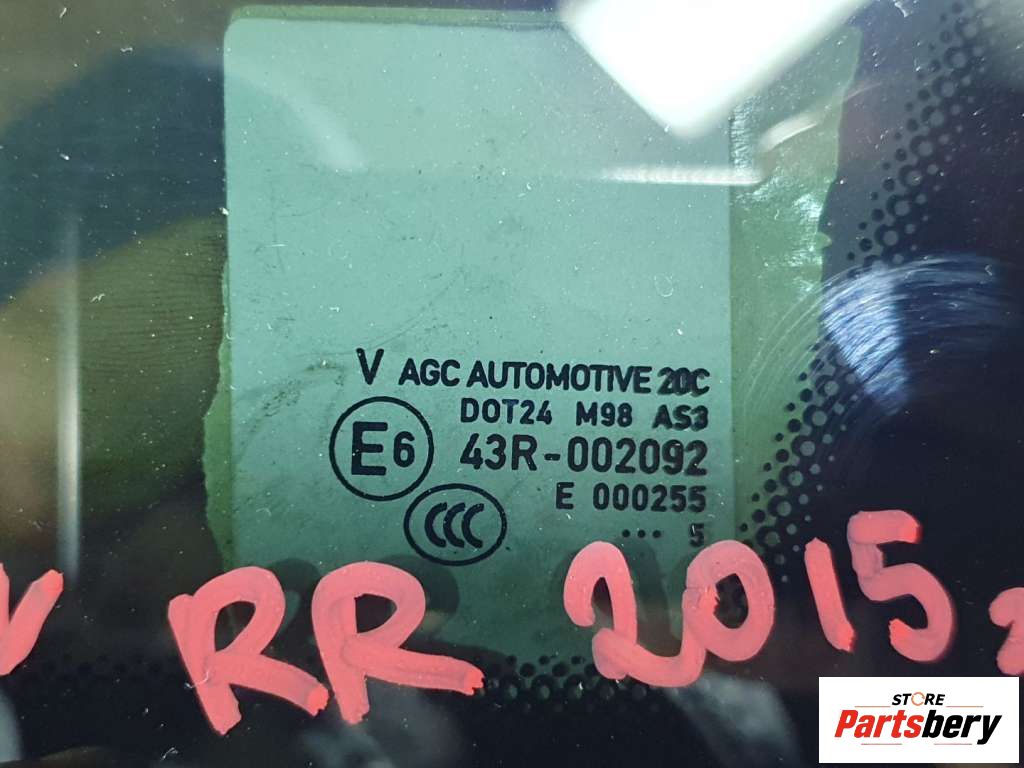 V AGC AUTOMOTIVE 20C
DOT24 M98 AS3
E6 43R-002092
E 000255
CCC
... 5
RR 2015
STORE
Partsbery